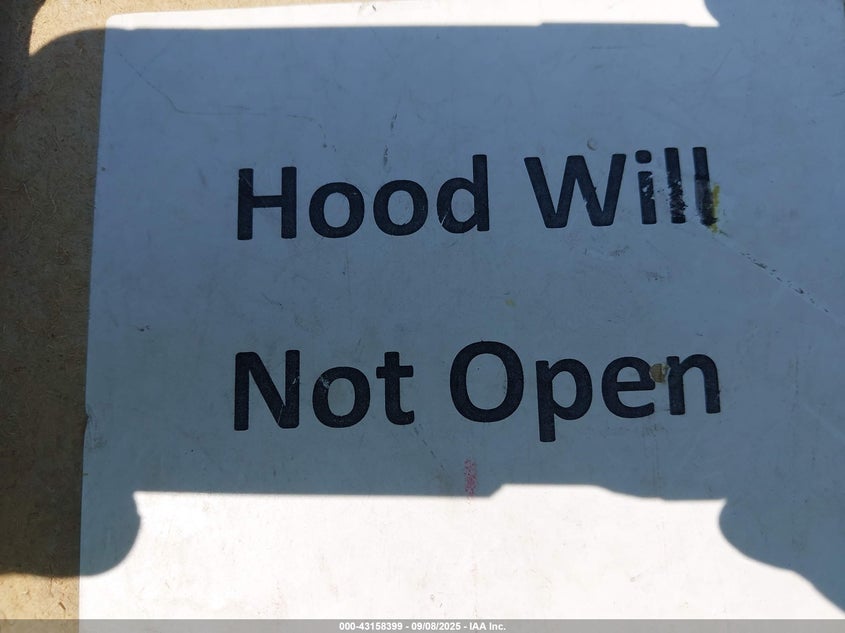 Hood Will
Not Open
000-43158399 - 09/08/2025 - IAA Inc.